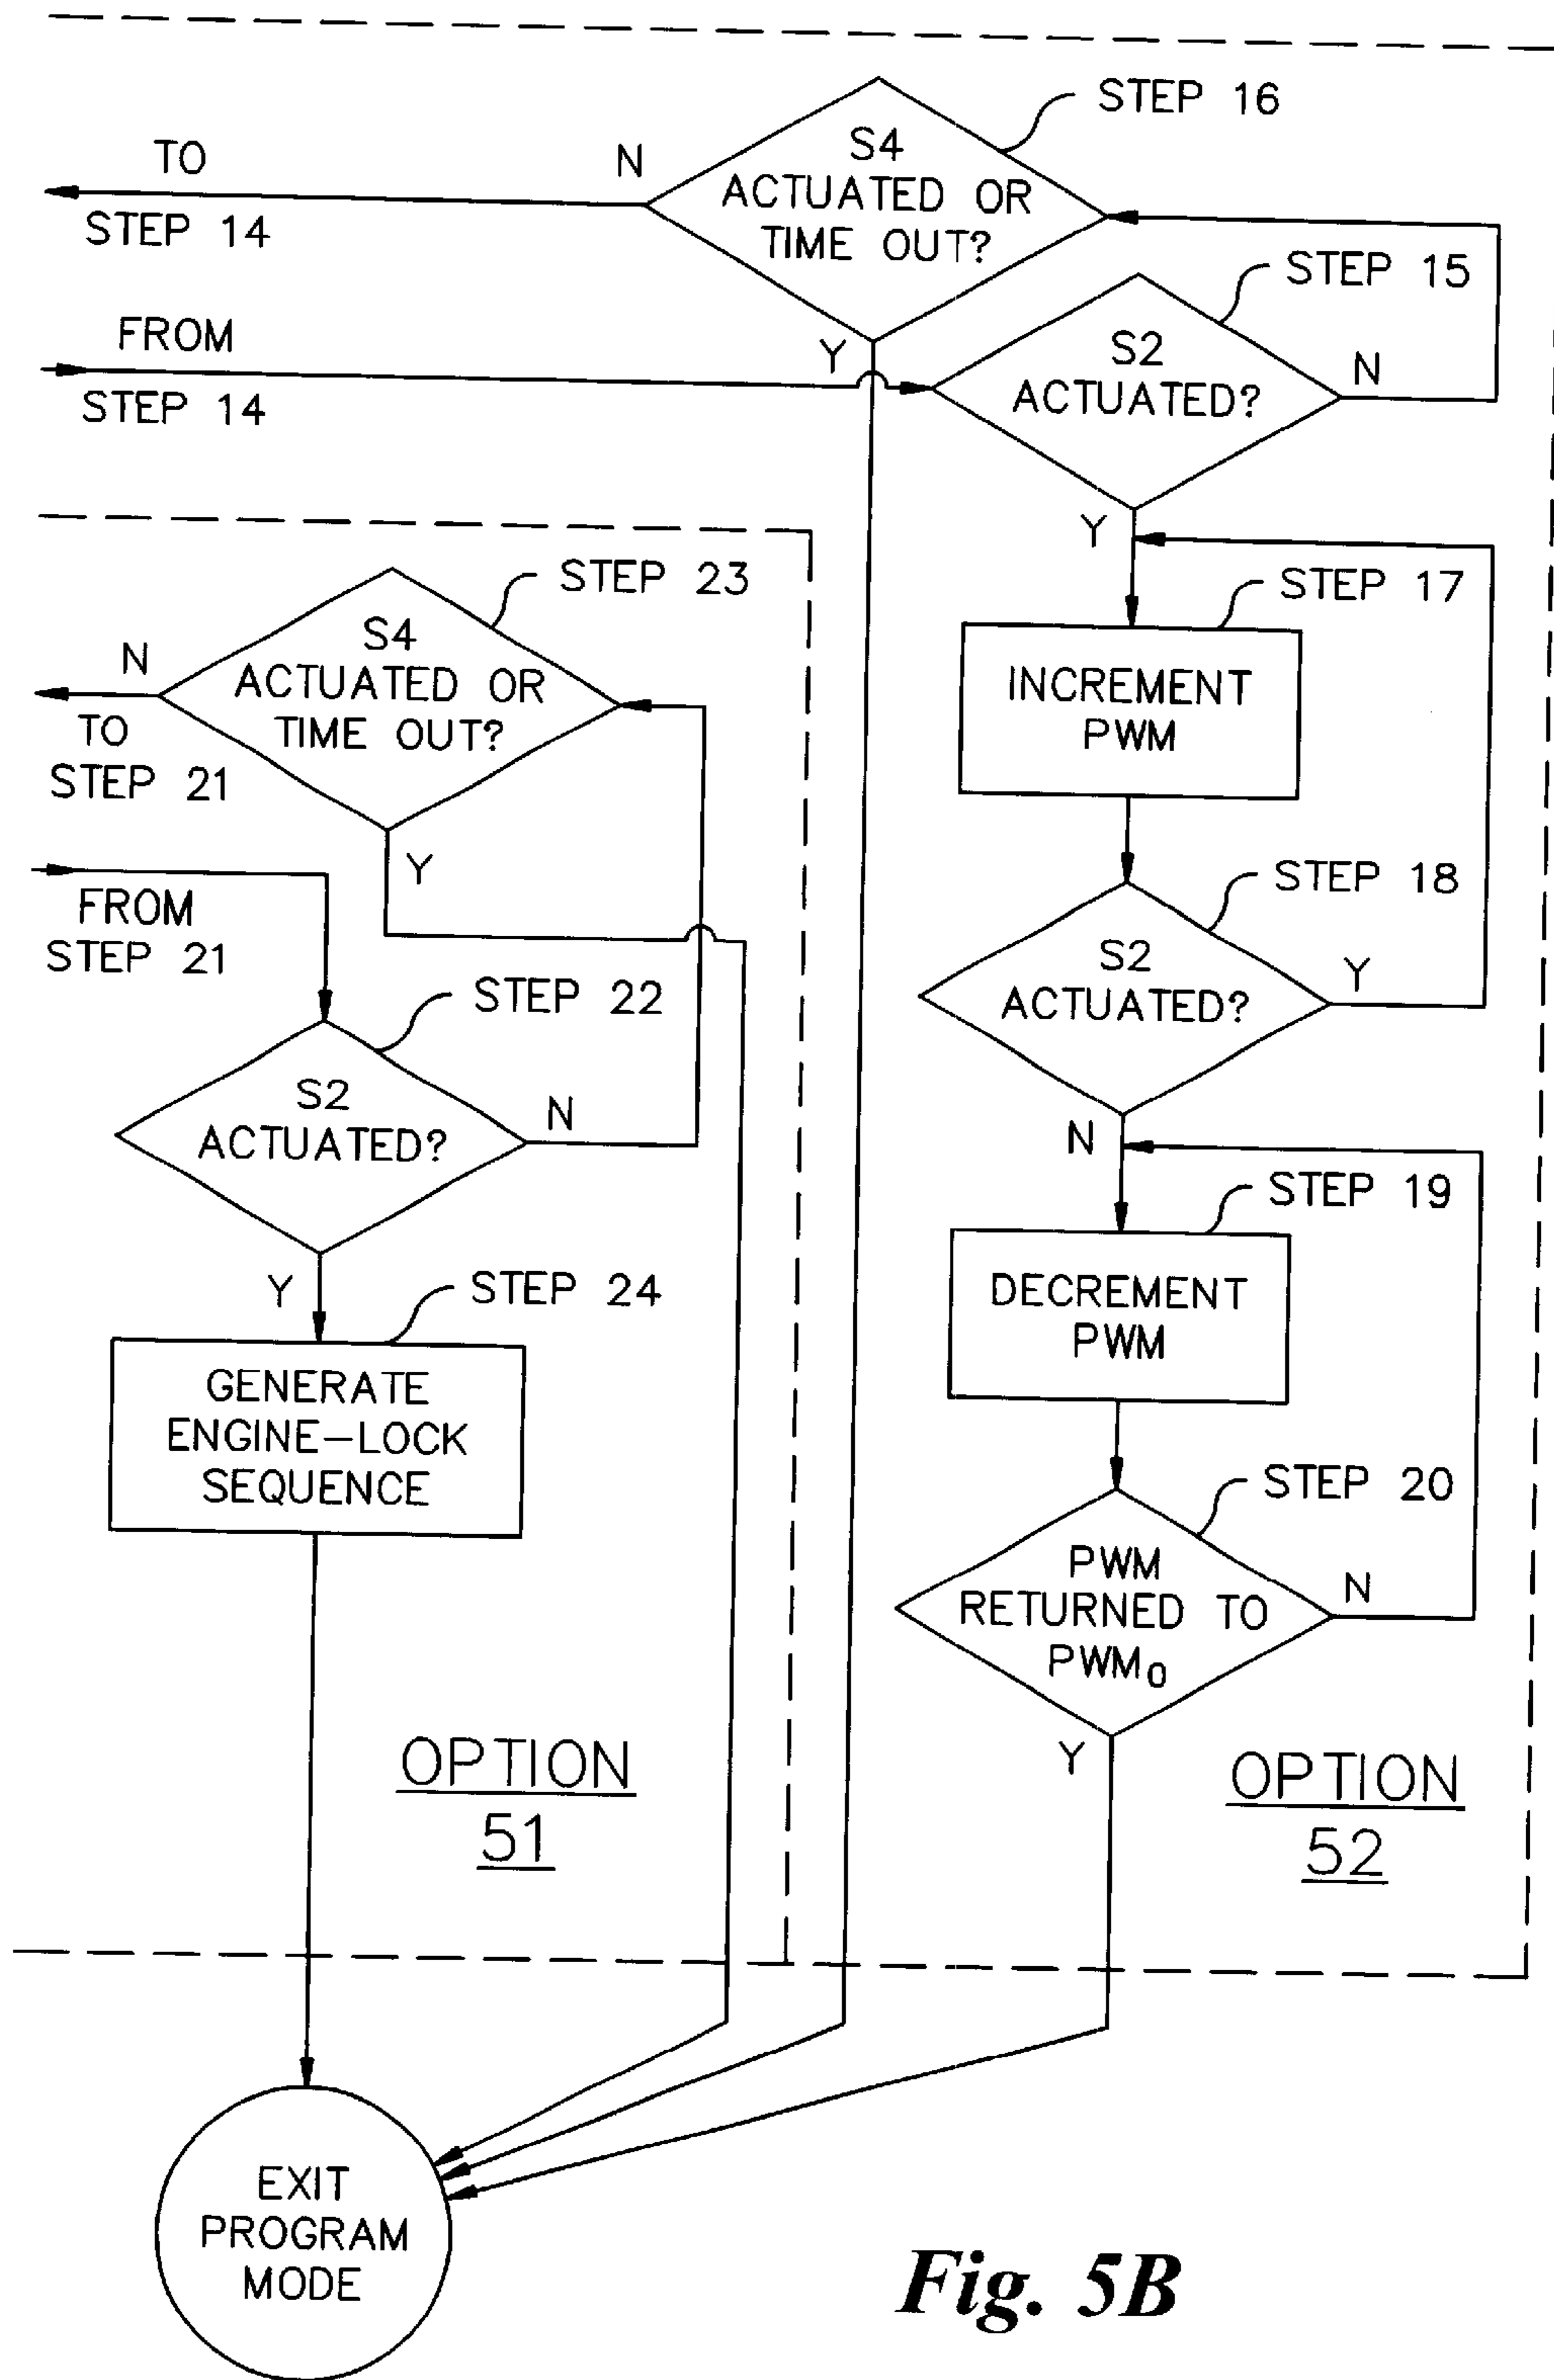 STEP 16
S4
ACTUATED OR
TIME OUT?
N
Y
TO
STEP 14
STEP 15
S2
ACTUATED?
N
Y
FROM
STEP 14
STEP 17
INCREMENT
PWM
STEP 18
S2
ACTUATED?
Y
N
STEP 19
DECREMENT
PWM
STEP 20
PWM
RETURNED TO
PWM₀
N
Y
OPTION
52
STEP 23
S4
ACTUATED OR
TIME OUT?
N
Y
TO
STEP 21
FROM
STEP 21
STEP 22
S2
ACTUATED?
N
Y
STEP 24
GENERATE
ENGINE-LOCK
SEQUENCE
OPTION
51
EXIT
PROGRAM
MODE
Fig. 5B